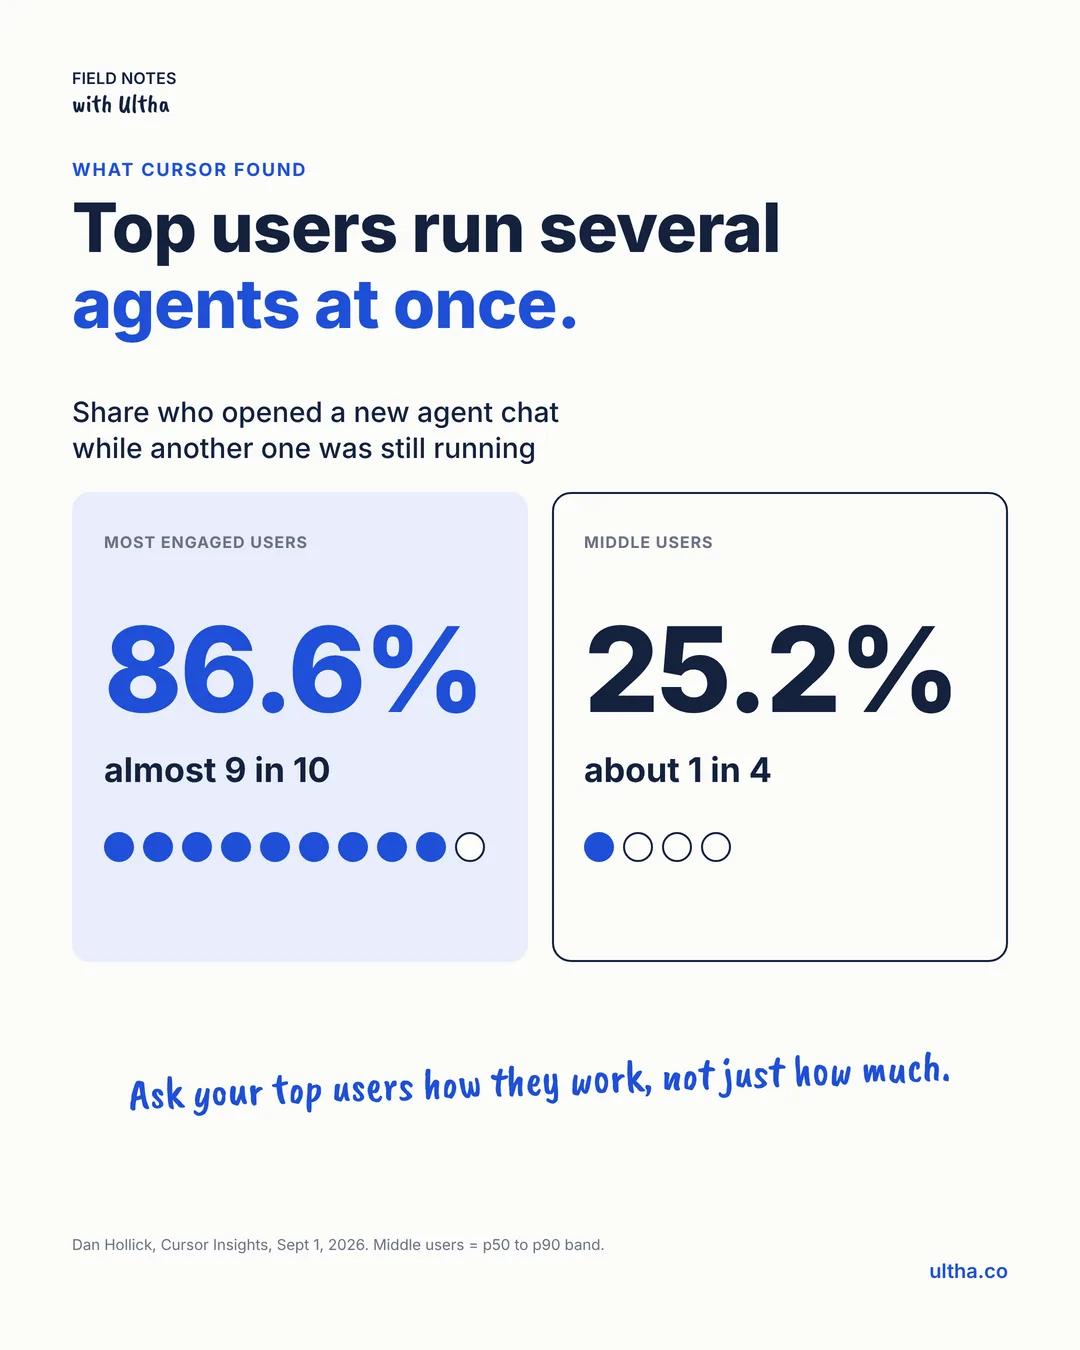 FIELD NOTES
with Ultha
WHAT CURSOR FOUND
Top users run several
agents at once.
Share who opened a new agent chat
while another one was still running
MOST ENGAGED USERS
86.6%
almost 9 in 10
MIDDLE USERS
25.2%
about 1 in 4
Ask your top users how they work, not just how much.
Dan Hollick, Cursor Insights, Sept 1, 2026. Middle users = p50 to p90 band.
ultha.co